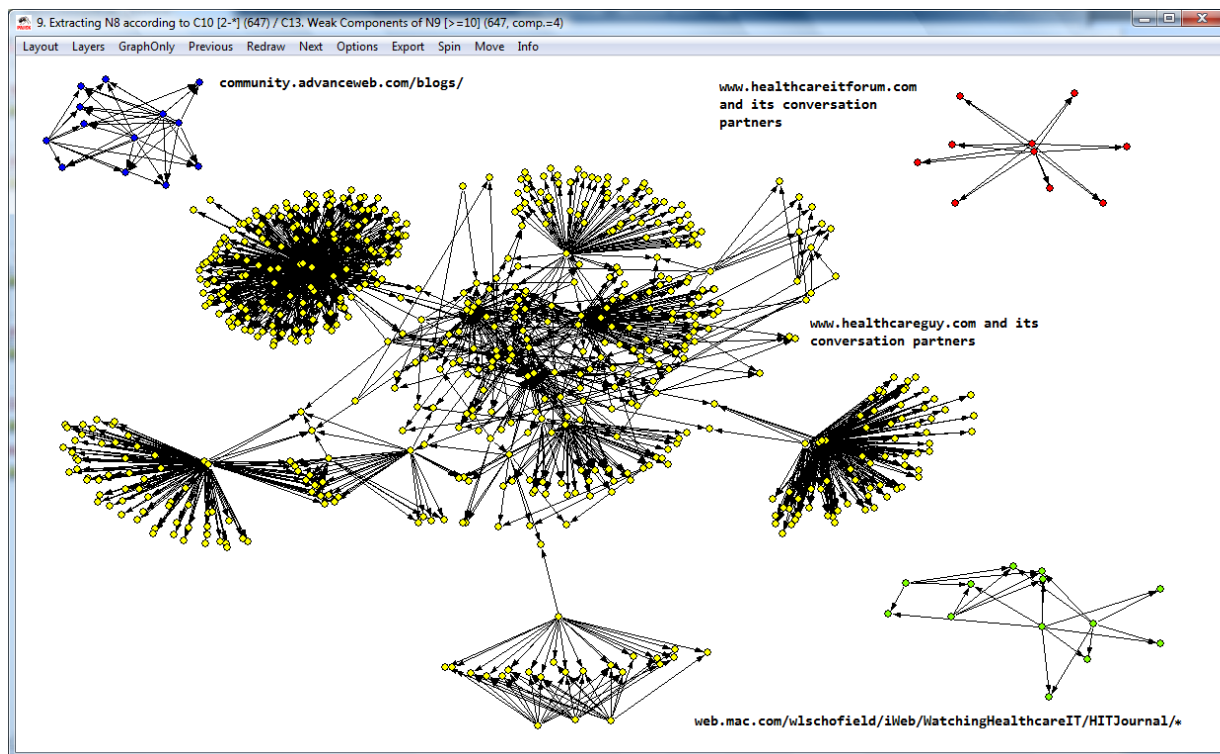 9. Extracting N8 according to C10 [2-*] (647) / C13. Weak Components of N9 [>=10] (647, comp.=4)
Layout Layers GraphOnly Previous Redraw Next Options Export Spin Move Info
community.advanceweb.com/blogs/
www.healthcareitforum.com
and its conversation
partners
www.healthcareguy.com and its
conversation partners
web.mac.com/wlschofield/iWeb/WatchingHealthcareIT/HITJournal/*